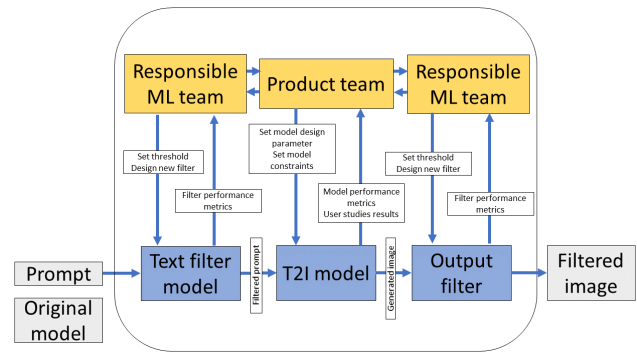 Responsible
ML team
Product team
Responsible
ML team
Set threshold
Design new filter
Filter performance
metrics
Set model design
parameter
Set model
constraints
Model performance
metrics
User studies results
Set threshold
Design new filter
Filter performance
metrics
Prompt
Original
model
Text filter
model
Filtered prompt
T2I model
Generated image
Output
filter
Filtered
image